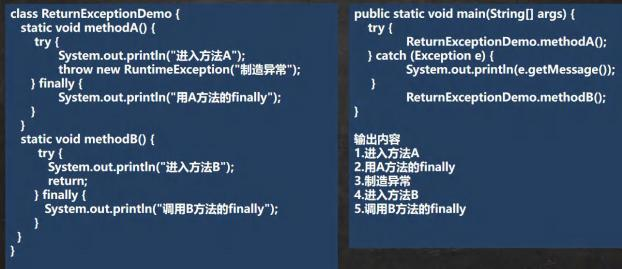 class ReturnExceptionDemo {
static void methodA() {
try {
System.out.println("进入方法A");
throw new RuntimeException("制造异常");
} finally {
System.out.println("用A方法的finally");
}
}
static void methodB() {
try {
System.out.println("进入方法B");
return;
} finally {
System.out.println("调用B方法的finally");
}
}
}
public static void main(String[] args) {
try {
ReturnExceptionDemo.methodA();
} catch (Exception e) {
System.out.println(e.getMessage());
}
ReturnExceptionDemo.methodB();
}
输出内容
1.进入方法A
2.用A方法的finally
3.制造异常
4.进入方法B
5.调用B方法的finally